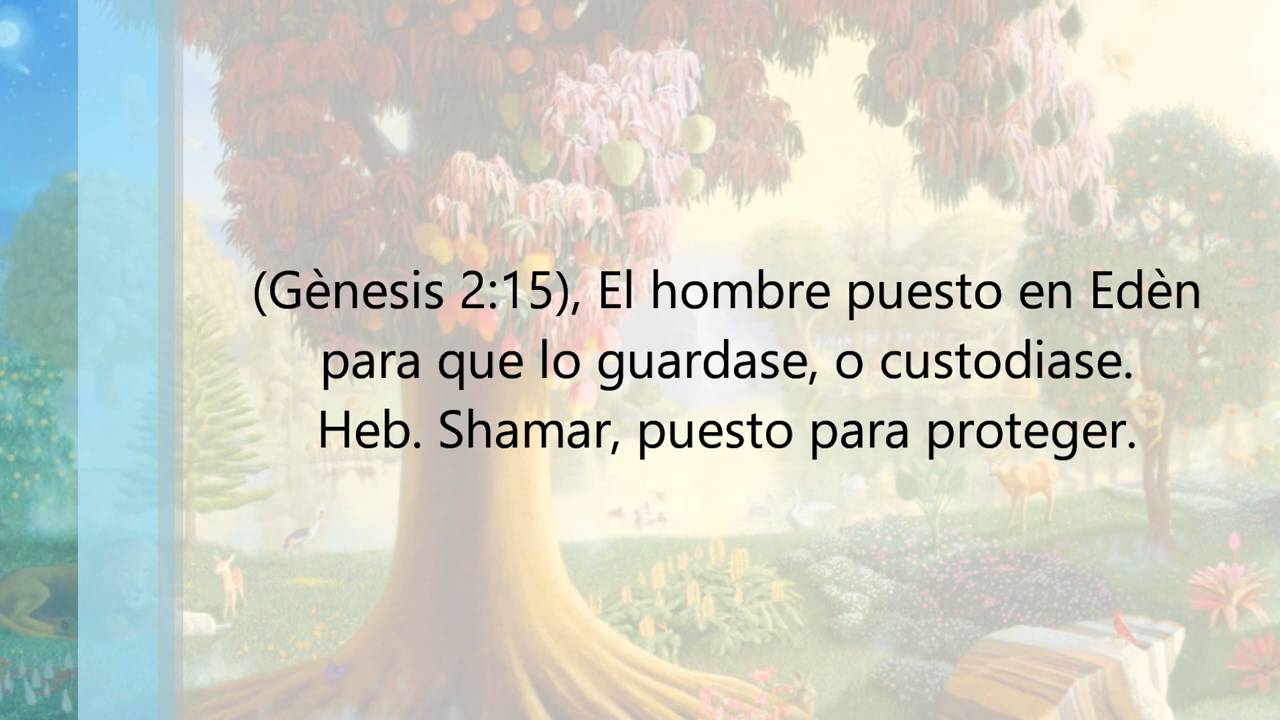 (Gènesis 2:15), El hombre puesto en Edèn
para que lo guardase, o custodiase.
Heb. Shamar, puesto para proteger.